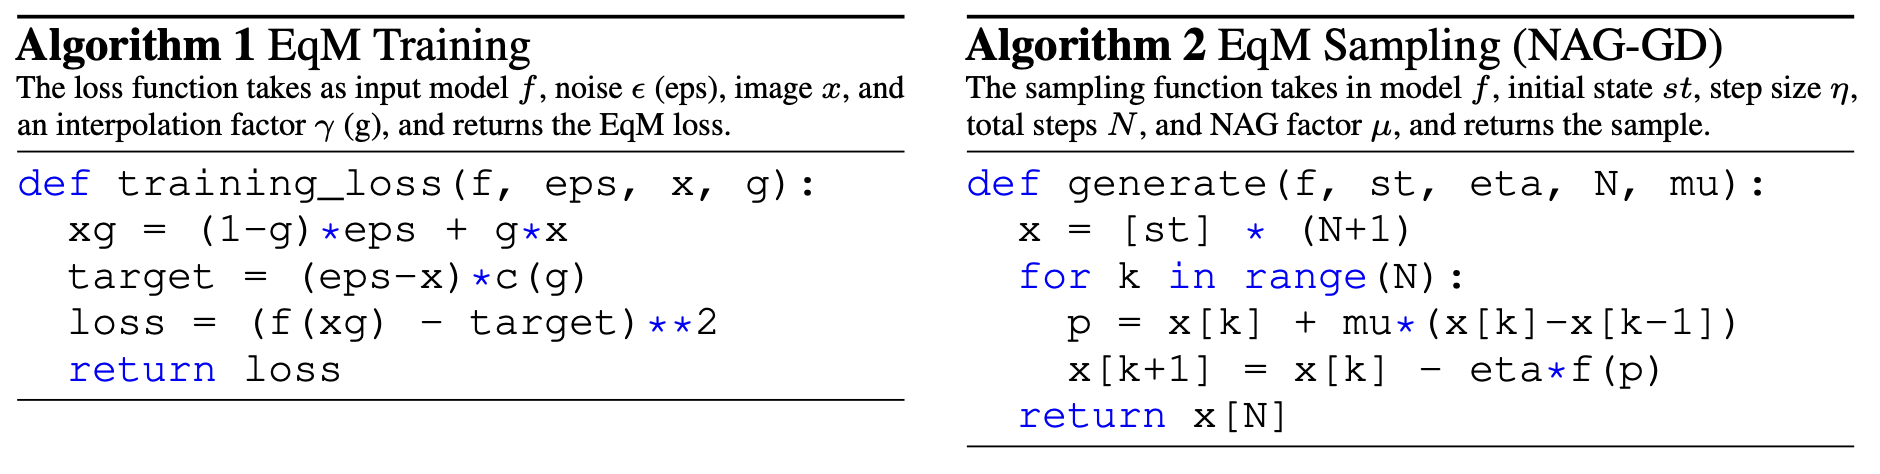 Algorithm 1 EqM Training
The loss function takes as input model f, noise ϵ (eps), image x, and
an interpolation factor γ (g), and returns the EqM loss.
def training_loss(f, eps, x, g):
  xg = (1-g)*eps + g*x
  target = (eps-x)*c(g)
  loss = (f(xg) - target)**2
  return loss
Algorithm 2 EqM Sampling (NAG-GD)
The sampling function takes in model f, initial state st, step size η,
total steps N, and NAG factor μ, and returns the sample.
def generate(f, st, eta, N, mu):
  x = [st] * (N+1)
  for k in range(N):
    p = x[k] + mu*(x[k]-x[k-1])
    x[k+1] = x[k] - eta*f(p)
  return x[N]